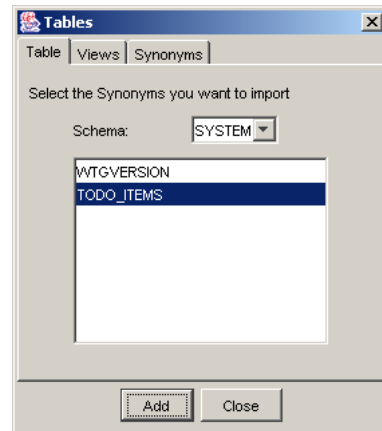 Tables
Table Views Synonyms
Select the Synonyms you want to import
Schema: SYSTEM
WTGVERSION
TODO_ITEMS
Add Close